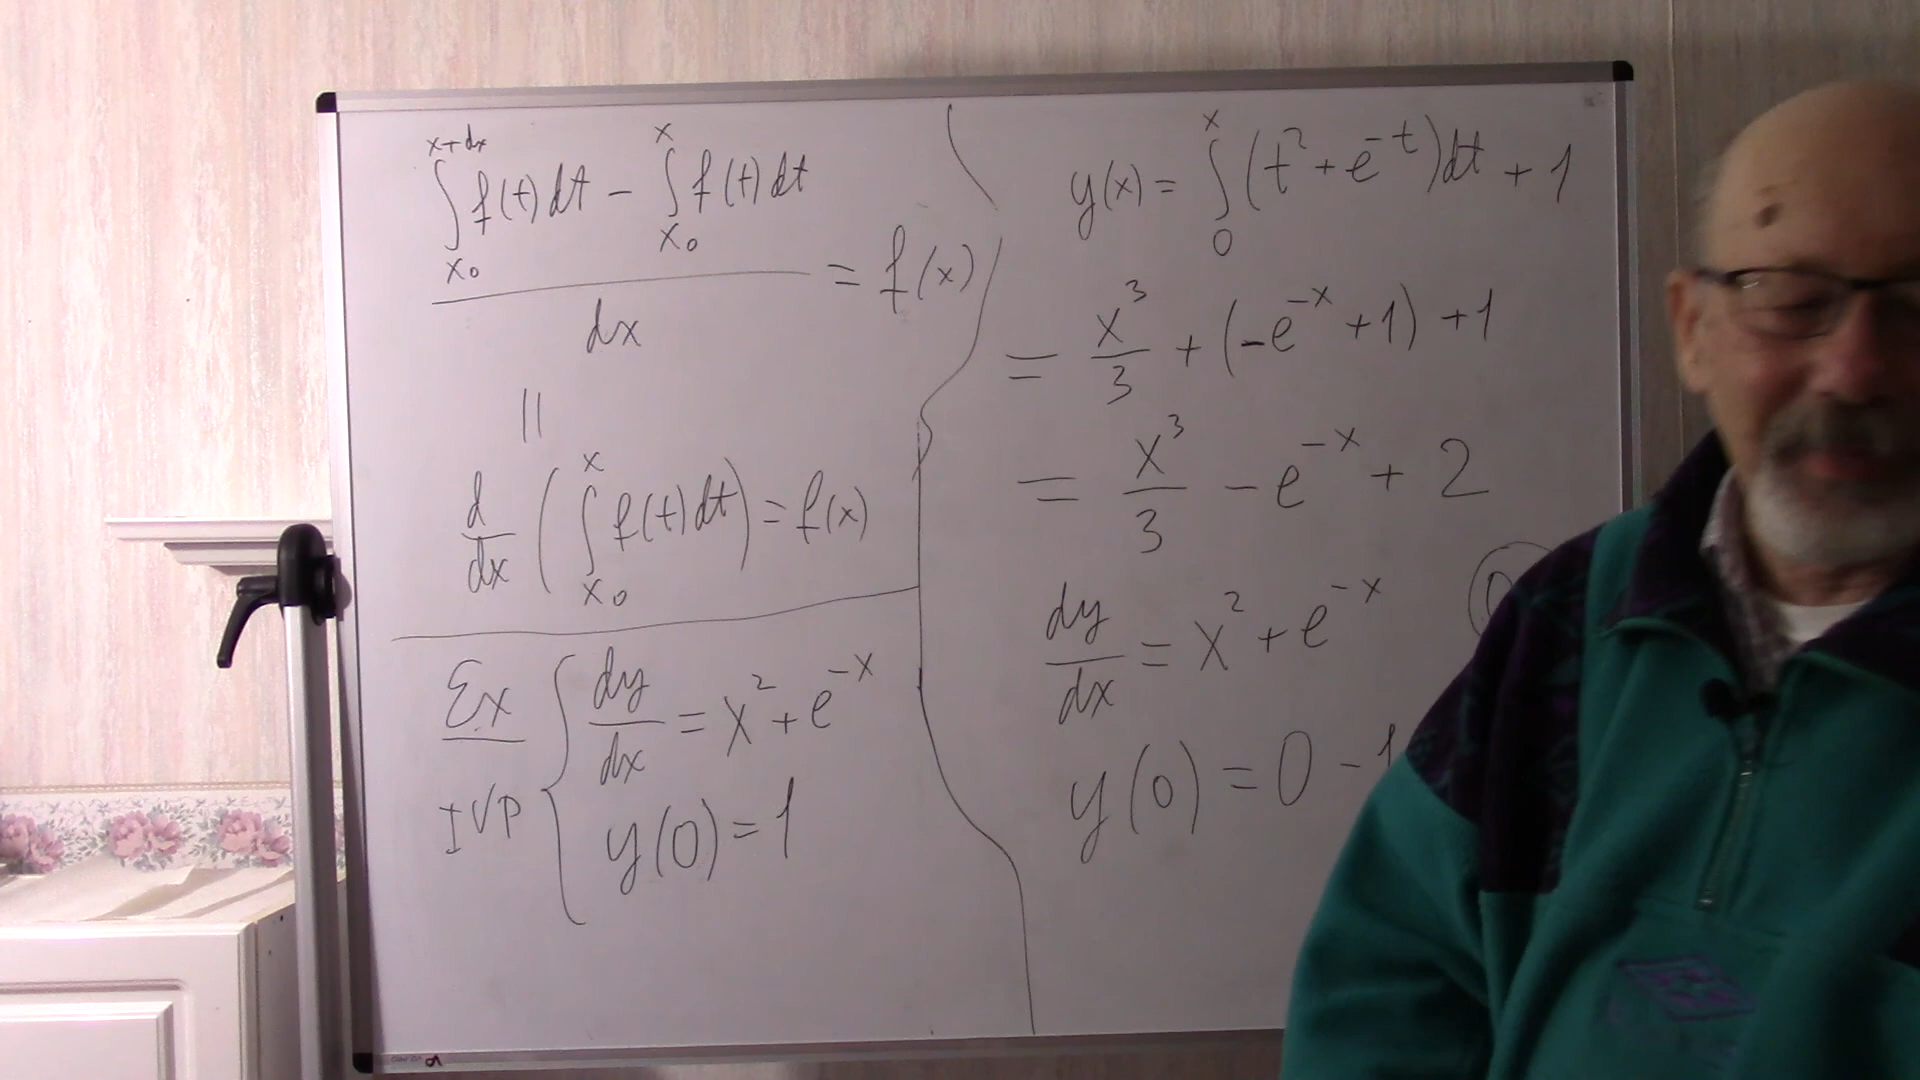 ∫_{x₀}^{x+dx} f(t)dt − ∫_{x₀}^{x} f(t)dt
dx
= f(x)
||
d/dx ( ∫_{x₀}^{x} f(t)dt ) = f(x)
Ex
IVP
{ dy/dx = x² + e^{-x}
y(0) = 1
y(x) = ∫_{0}^{x} (t² + e^{-t})dt + 1
= x³/3 + (-e^{-x} + 1) + 1
= x³/3 - e^{-x} + 2
dy/dx = x² + e^{-x}
y(0) = 0 - 1